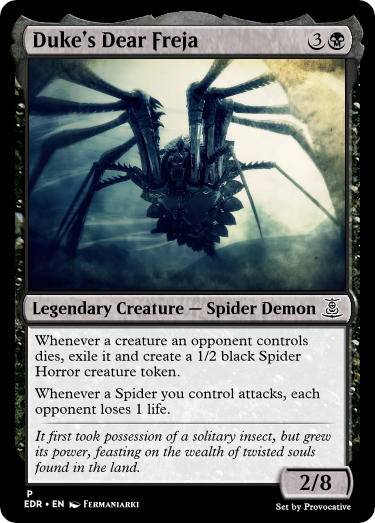 Duke's Dear Freja 3
Legendary Creature — Spider Demon
Whenever a creature an opponent controls
dies, exile it and create a 1/2 black Spider
Horror creature token.
Whenever a Spider you control attacks, each
opponent loses 1 life.
It first took possession of a solitary insect, but grew
its power, feasting on the wealth of twisted souls
found in the land.
2/8
P
EDR • EN Fermaniarki
Set by Provocative